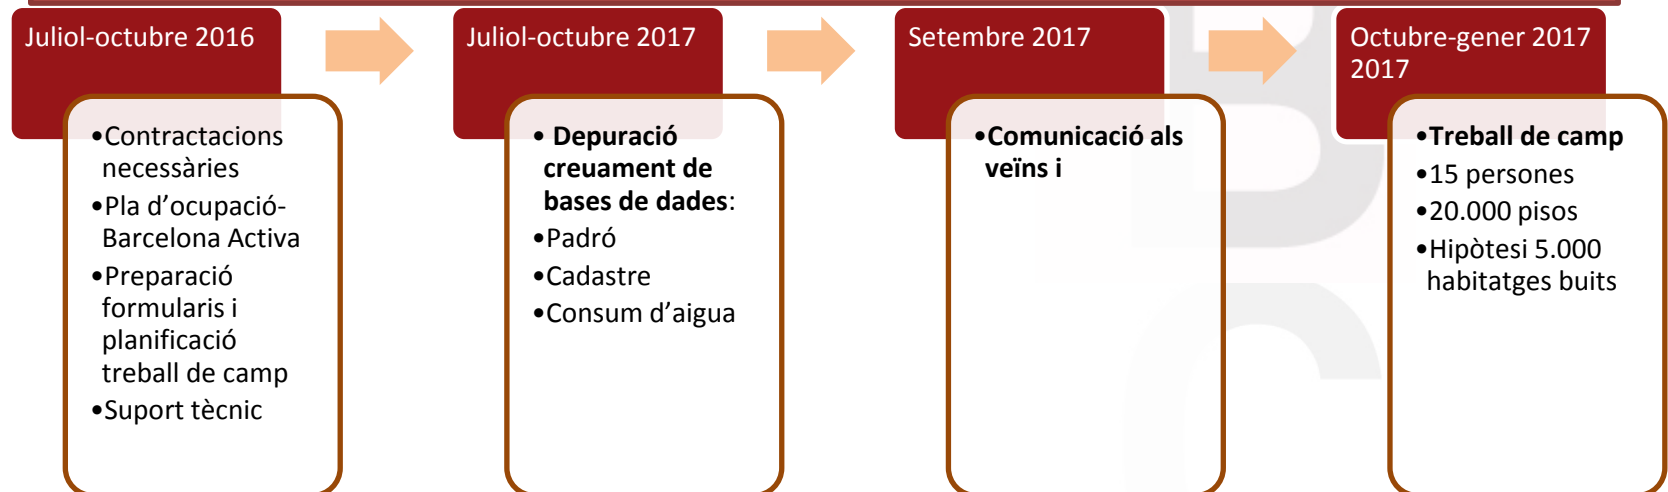 Juliol-octubre 2016
•Contractacions
necessàries
•Pla d’ocupació-
Barcelona Activa
•Preparació
formularis i
planificació
treball de camp
•Suport tècnic
Juliol-octubre 2017
• Depuració
creuament de
bases de dades:
•Padró
•Cadastre
•Consum d’aigua
Setembre 2017
•Comunicació als
veïns i
Octubre-gener 2017
2017
•Treball de camp
•15 persones
•20.000 pisos
•Hipòtesi 5.000
habitatges buits